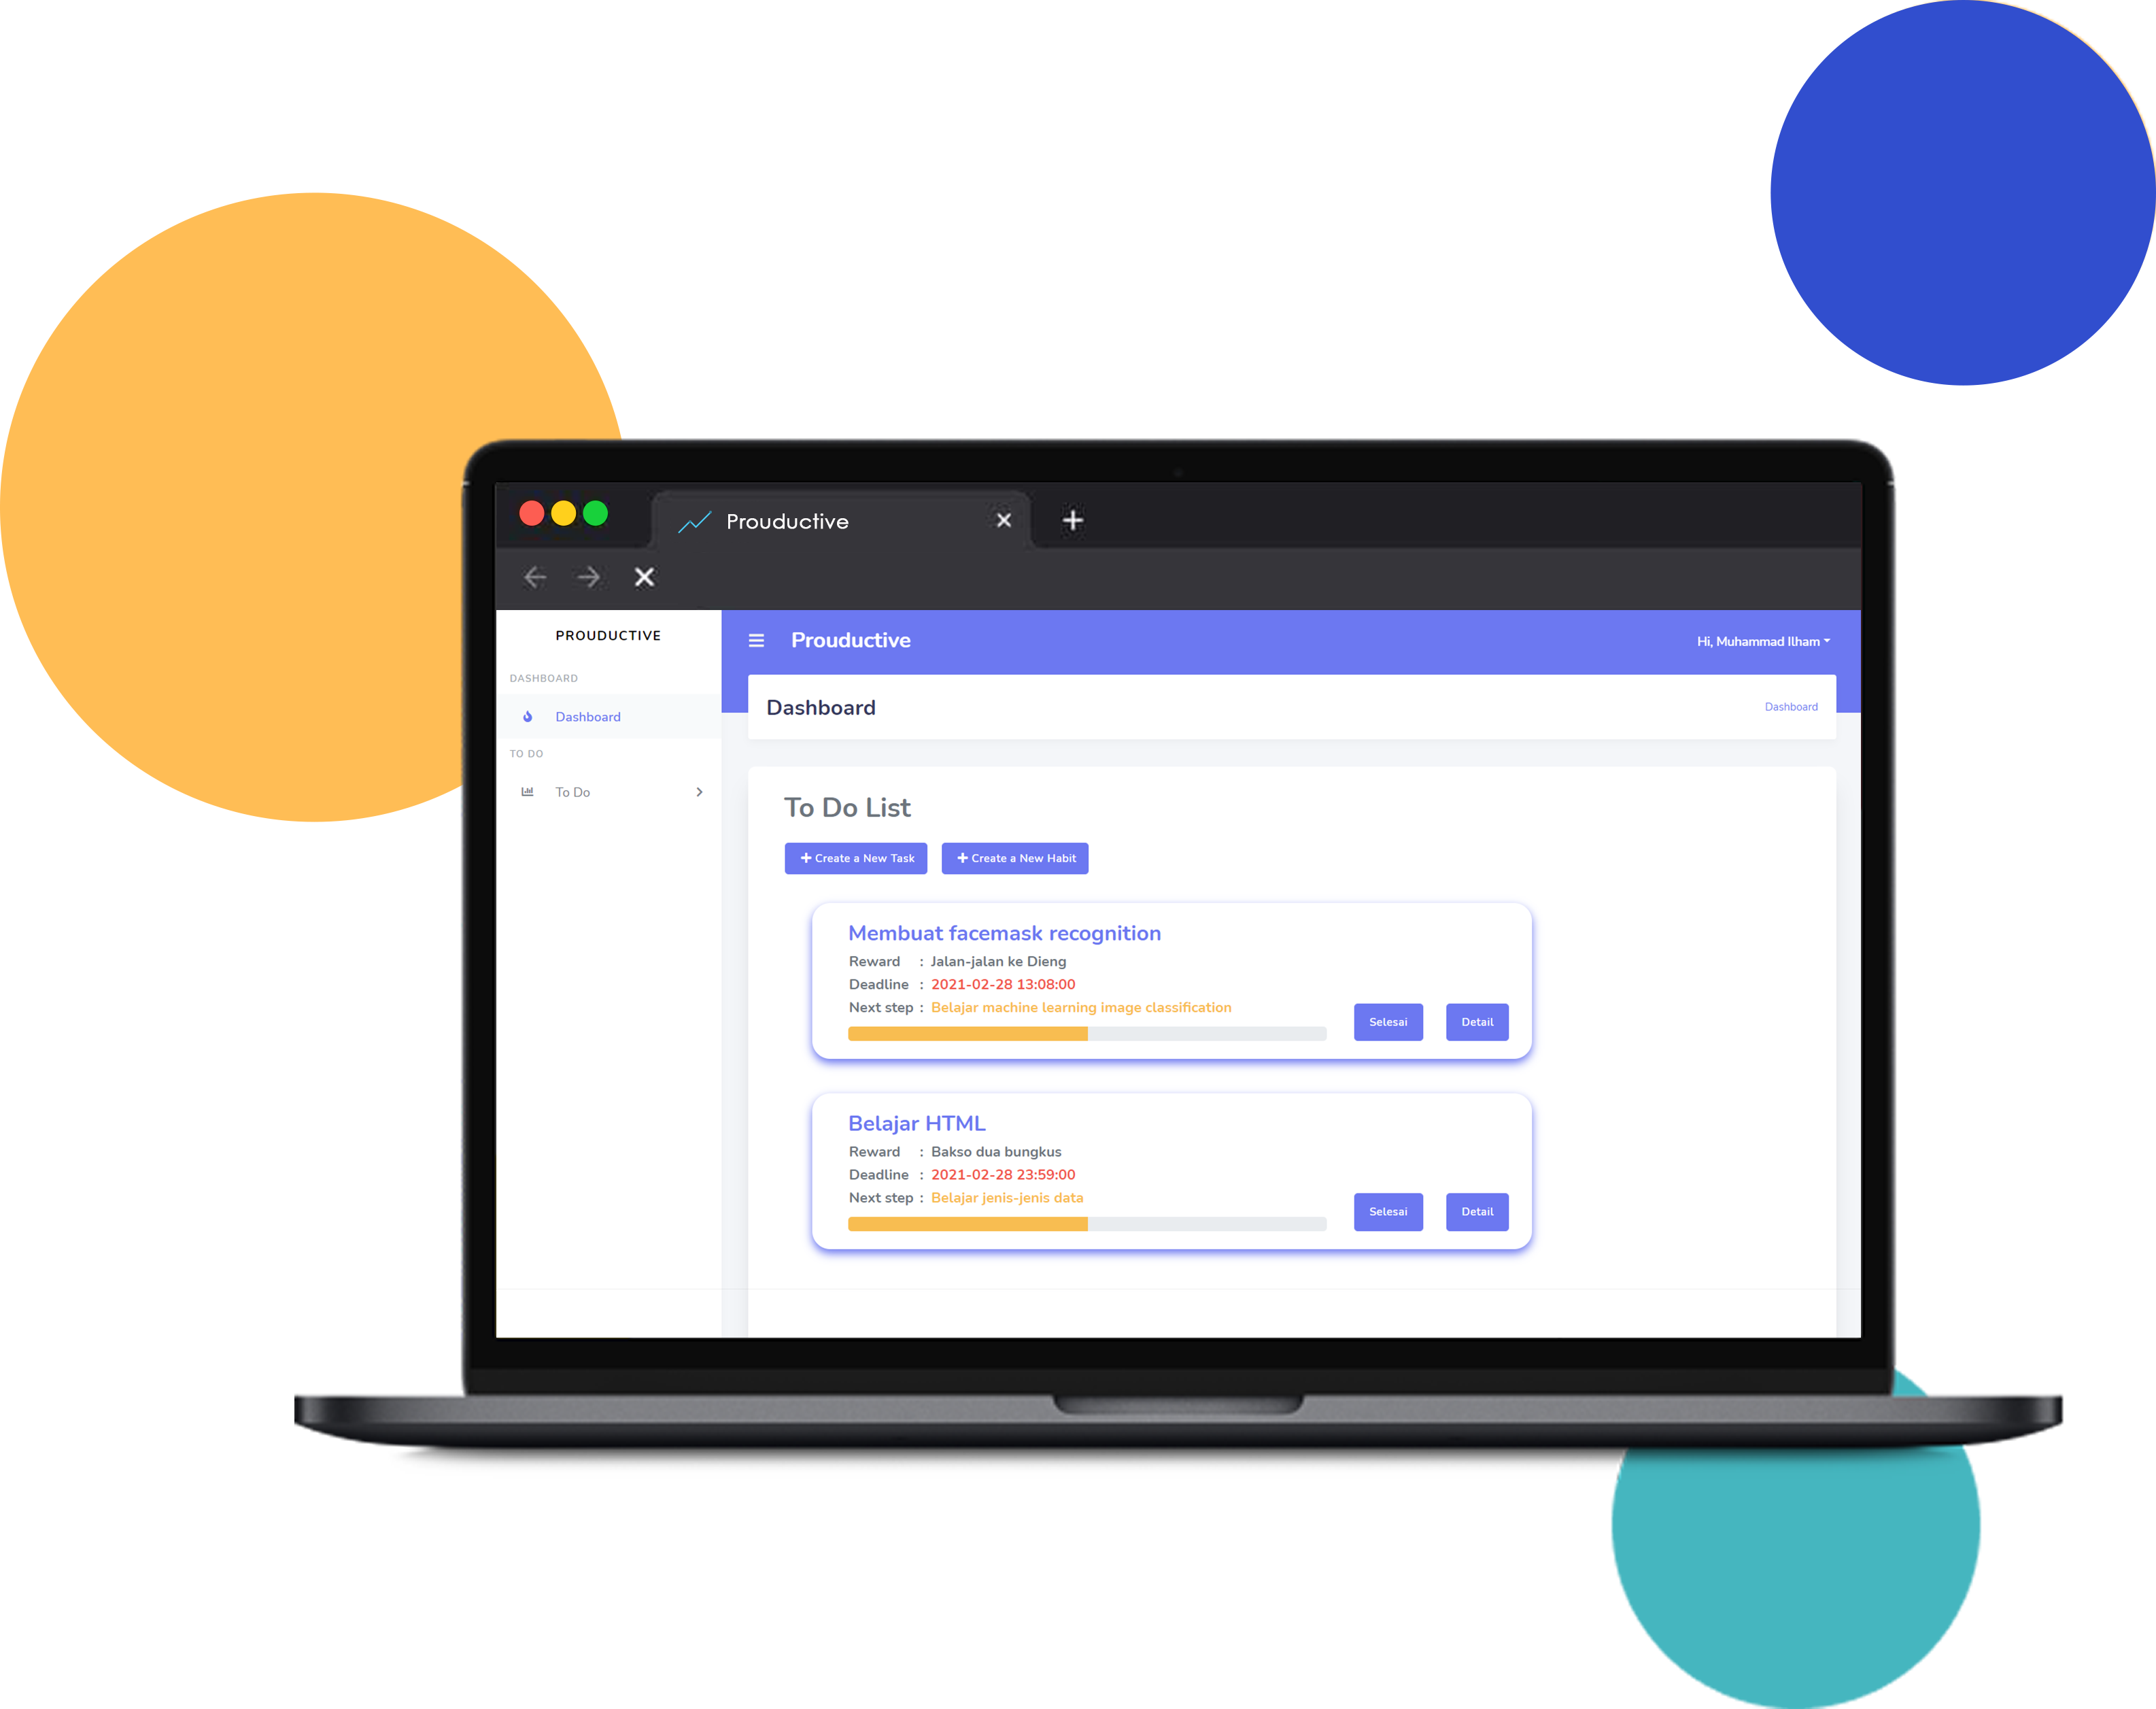 Prouductive
PROUDUCTIVE
Prouductive
Hi, Muhammad Ilham
DASHBOARD
Dashboard
TO DO
To Do
Dashboard
Dashboard
To Do List
Create a New Task
Create a New Habit
Membuat facemask recognition
Reward : Jalan-jalan ke Dieng
Deadline : 2021-02-28 13:08:00
Next step : Belajar machine learning image classification
Selesai
Detail
Belajar HTML
Reward : Bakso dua bungkus
Deadline : 2021-02-28 23:59:00
Next step : Belajar jenis-jenis data
Selesai
Detail